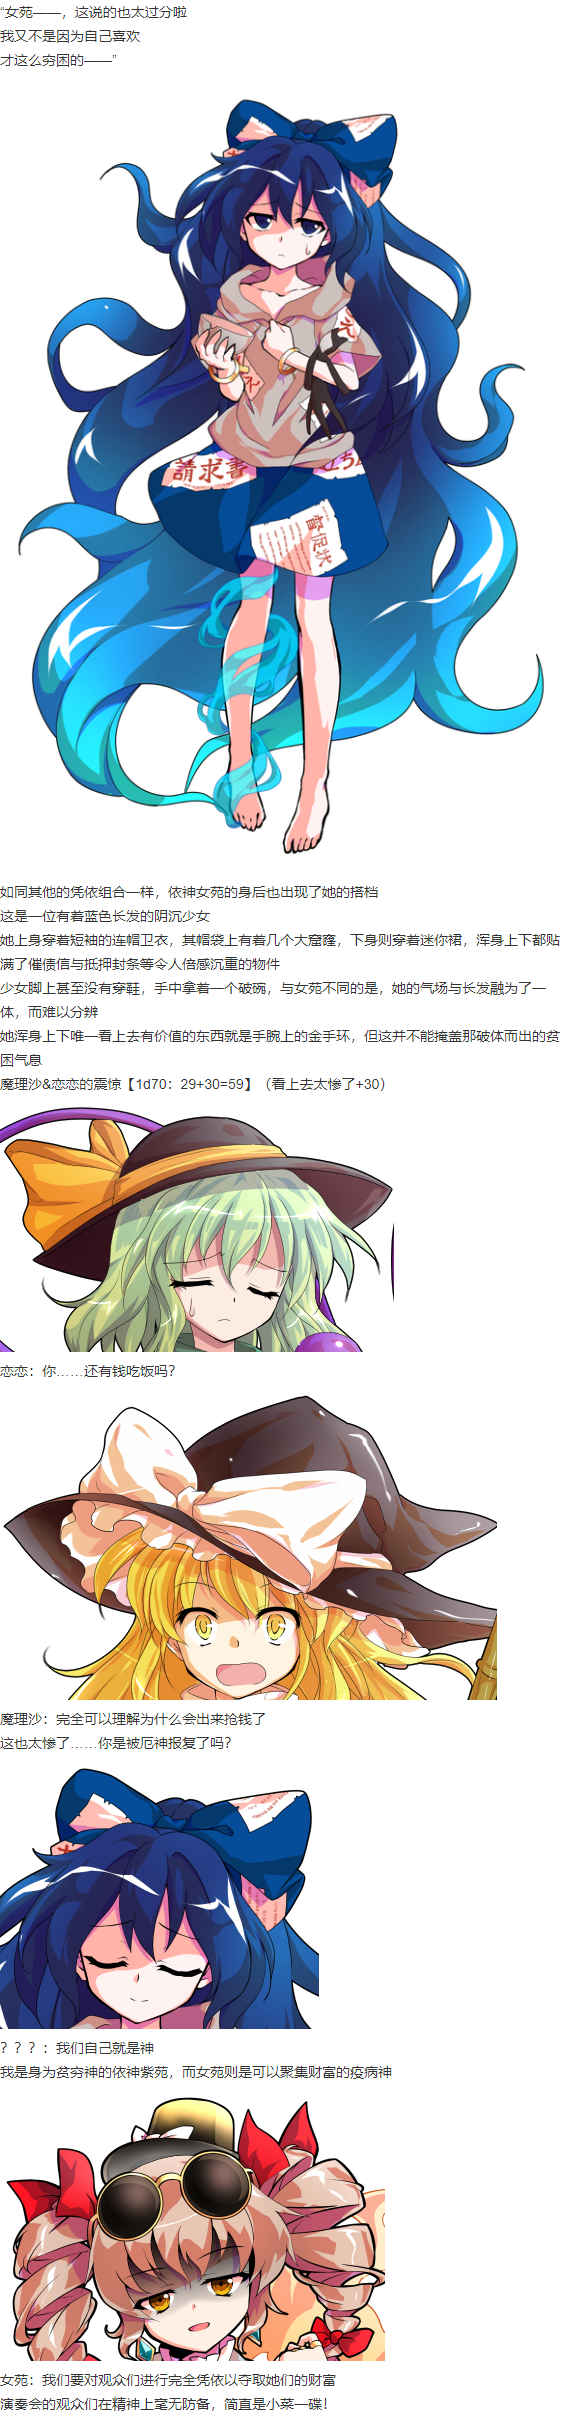 “女苑——，这说的也太过分啦
我又不是因为自己喜欢
才这么穷困的——”
請求書
督促状
如同其他的凭依组合一样，依神女苑的身后也出现了她的搭档
这是一位有着蓝色长发的阴沉少女
她上身穿着短袖的连帽卫衣，其帽袋上有着几个大窟窿，下身则穿着迷你裙，浑身上下都贴
满了催债信与抵押封条等令人倍感沉重的物件
少女脚上甚至没有穿鞋，手中拿着一个破碗，与女苑不同的是，她的气场与长发融为了一
体，而难以分辨
她浑身上下唯一看上去有价值的东西就是手腕上的金手环，但这并不能掩盖那破体而出的贫
困气息
魔理沙&恋恋的震惊【1d70：29+30=59】（看上去太惨了+30）
恋恋：你……还有钱吃饭吗？
魔理沙：完全可以理解为什么会出来抢钱了
这也太惨了……你是被厄神报复了吗？
？？？：我们自己就是神
我是身为贫穷神的依神紫苑，而女苑则是可以聚集财富的疫病神
女苑：我们要对观众们进行完全凭依以夺取她们的财富
演奏会的观众们在精神上毫无防备，简直是小菜一碟！